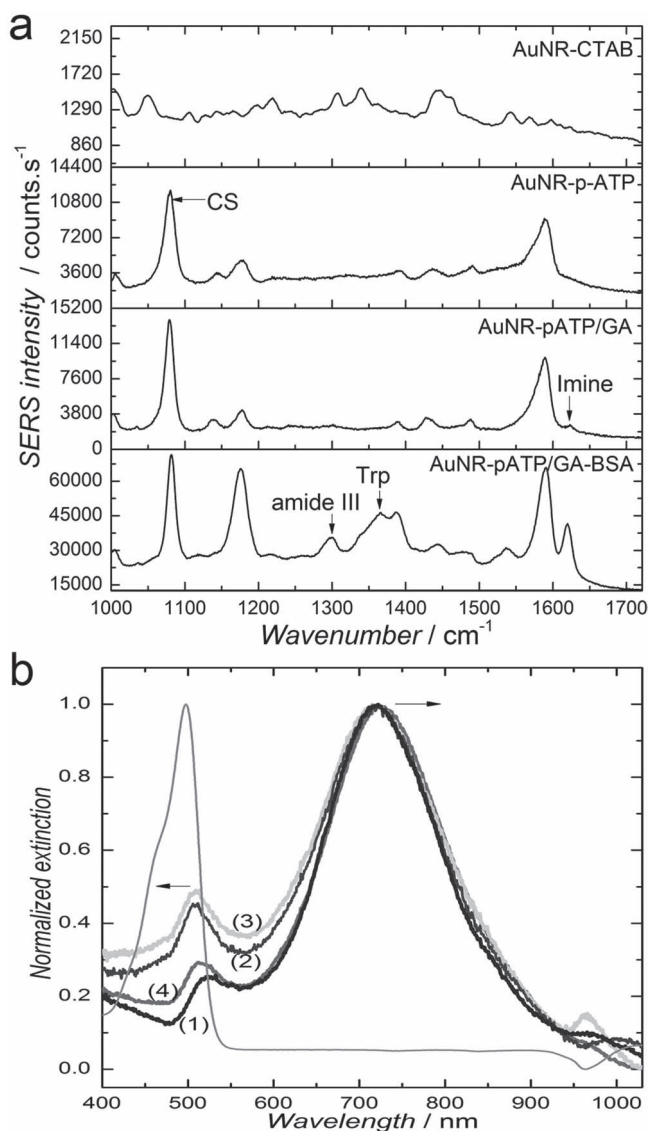 a
AuNR-CTAB
2150
1720
1290
860
14400
AuNR-p-ATP
10800
CS
7200
3600
15200
AuNR-pATP/GA
11400
7600
Imine
3800
0
AuNR-pATP/GA-BSA
60000
Trp
45000
amide III
30000
15000
SERS intensity / counts.s⁻¹
1000 1100 1200 1300 1400 1500 1600 1700
Wavenumber / cm⁻¹
b
1.0
0.8
0.6
0.4
0.2
0.0
Normalized extinction
(3)
(2)
(4)
(1)
400 500 600 700 800 900 1000
Wavelength / nm